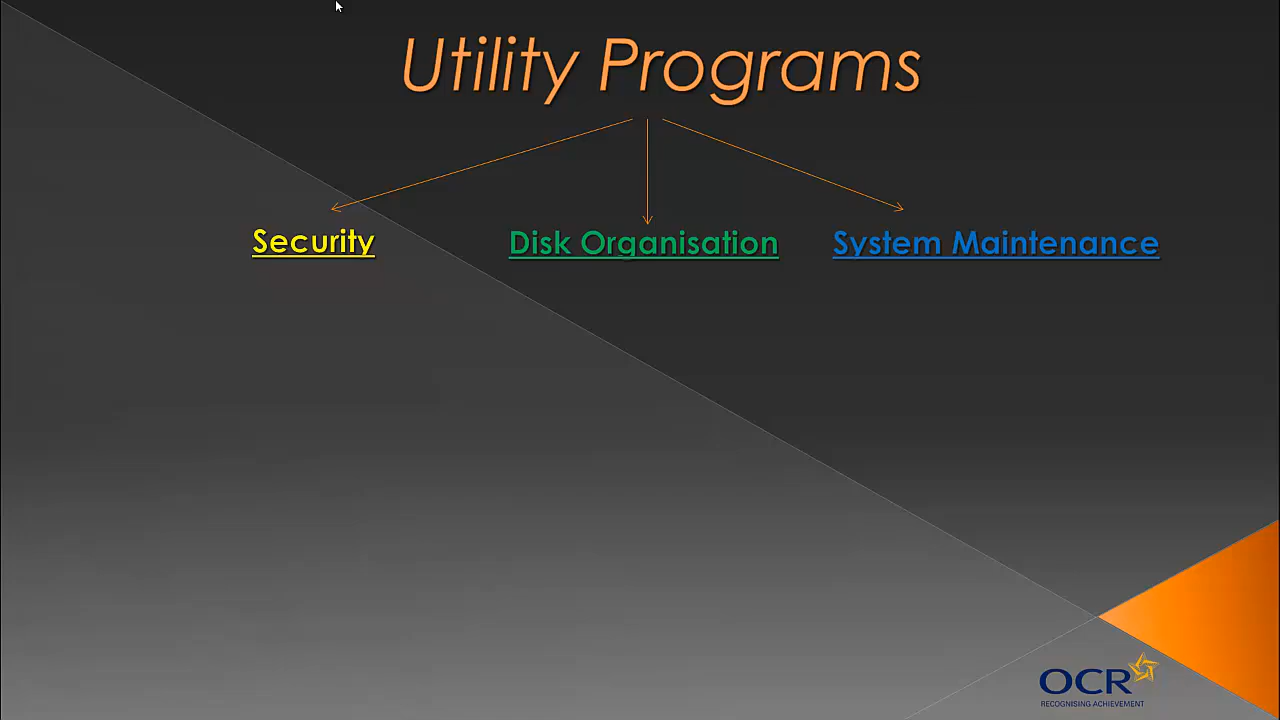 Utility Programs
Security
Disk Organisation
System Maintenance
OCR
RECOGNISING ACHIEVEMENT